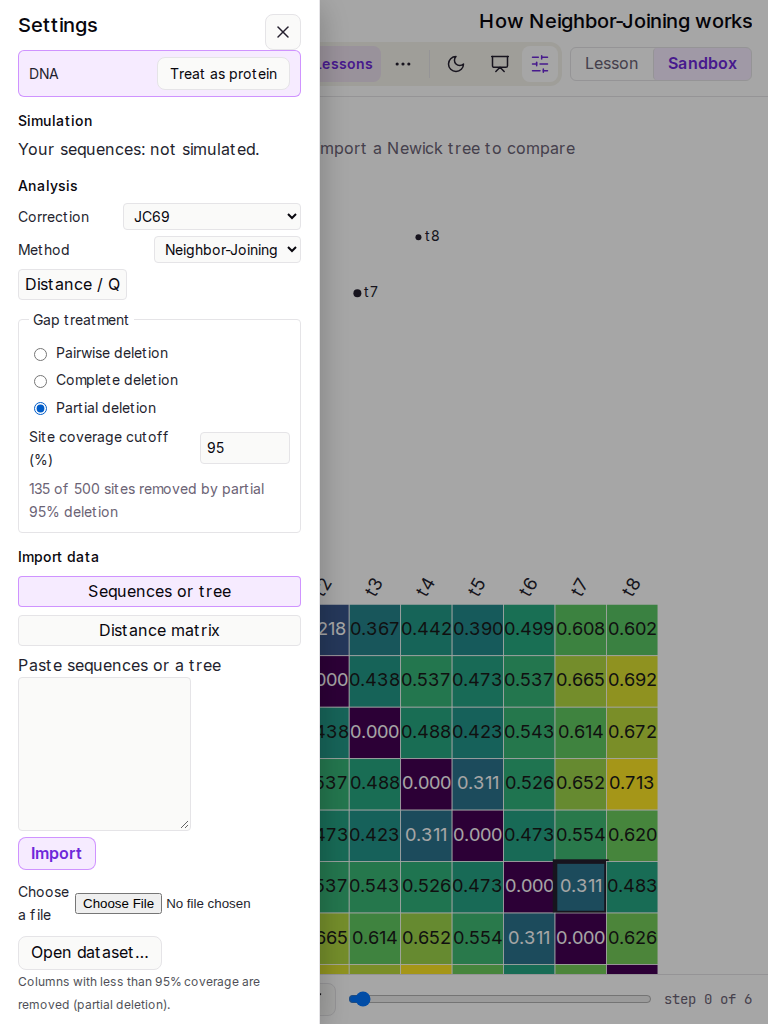 Settings
DNA
Treat as protein
Simulation
Your sequences: not simulated.
Analysis
Correction
JC69
Method
Neighbor-Joining
Distance / Q
Gap treatment
Pairwise deletion
Complete deletion
Partial deletion
Site coverage cutoff
(%)
95
135 of 500 sites removed by partial
95% deletion
Import data
Sequences or tree
Distance matrix
Paste sequences or a tree
Import
Choose
a file
Choose File No file chosen
Open dataset...
Columns with less than 95% coverage are
removed (partial deletion).
How Neighbor-Joining works
Lessons
Lesson
Sandbox
mport a Newick tree to compare
t8
t7
t2 t3 t4 t5 t6 t7 t8
218 0.367 0.442 0.390 0.499 0.608 0.602
000 0.438 0.537 0.473 0.537 0.665 0.692
438 0.000 0.488 0.423 0.543 0.614 0.672
537 0.488 0.000 0.311 0.526 0.652 0.713
473 0.423 0.311 0.000 0.473 0.554 0.620
537 0.543 0.526 0.473 0.000 0.311 0.483
665 0.614 0.652 0.554 0.311 0.000 0.626
step 0 of 6